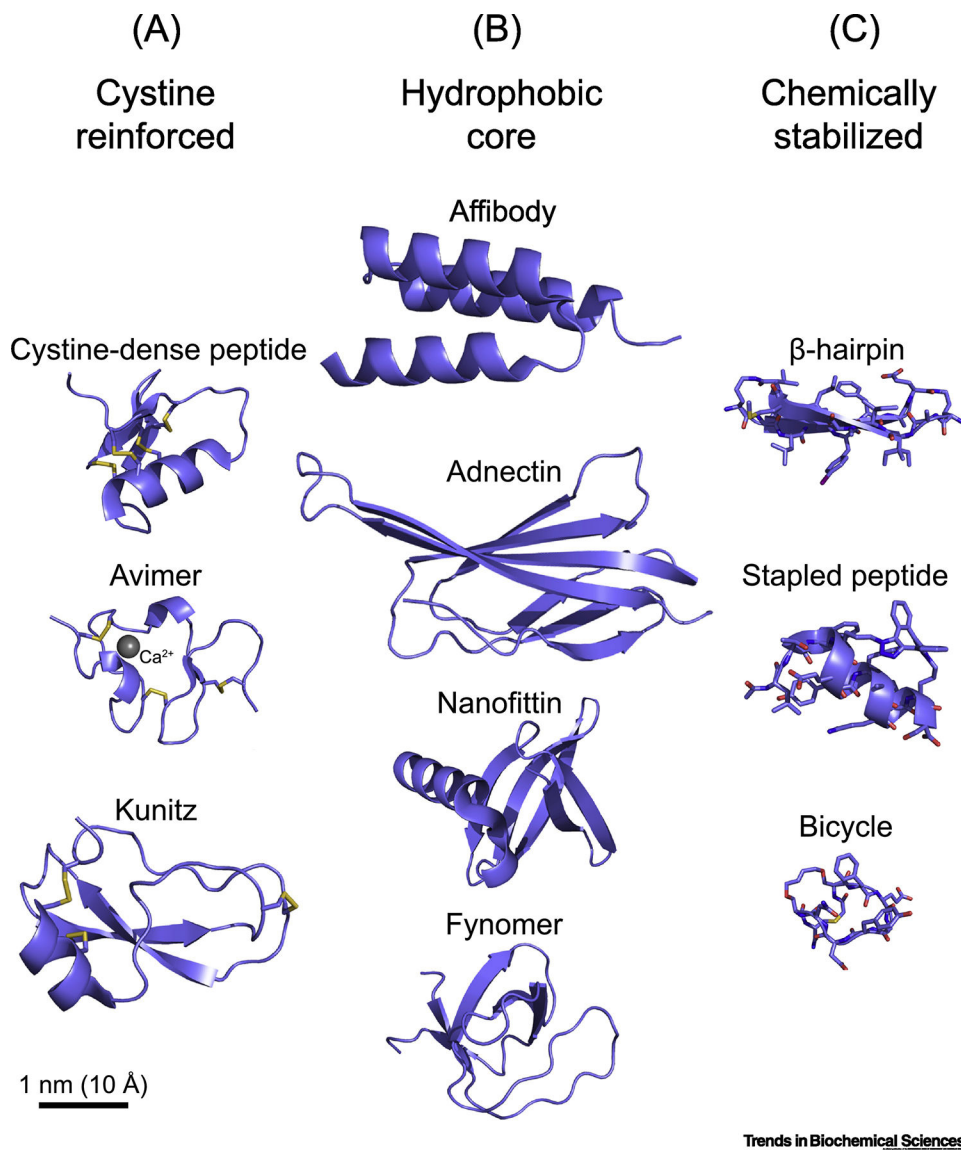 (A)
Cystine
reinforced
(B)
Hydrophobic
core
(C)
Chemically
stabilized
Cystine-dense peptide
Avimer
Ca²⁺
Kunitz
1 nm (10 Å)
Affibody
Adnectin
Nanofittin
Fynomer
β-hairpin
Stapled peptide
Bicycle
Trends in Biochemical Sciences